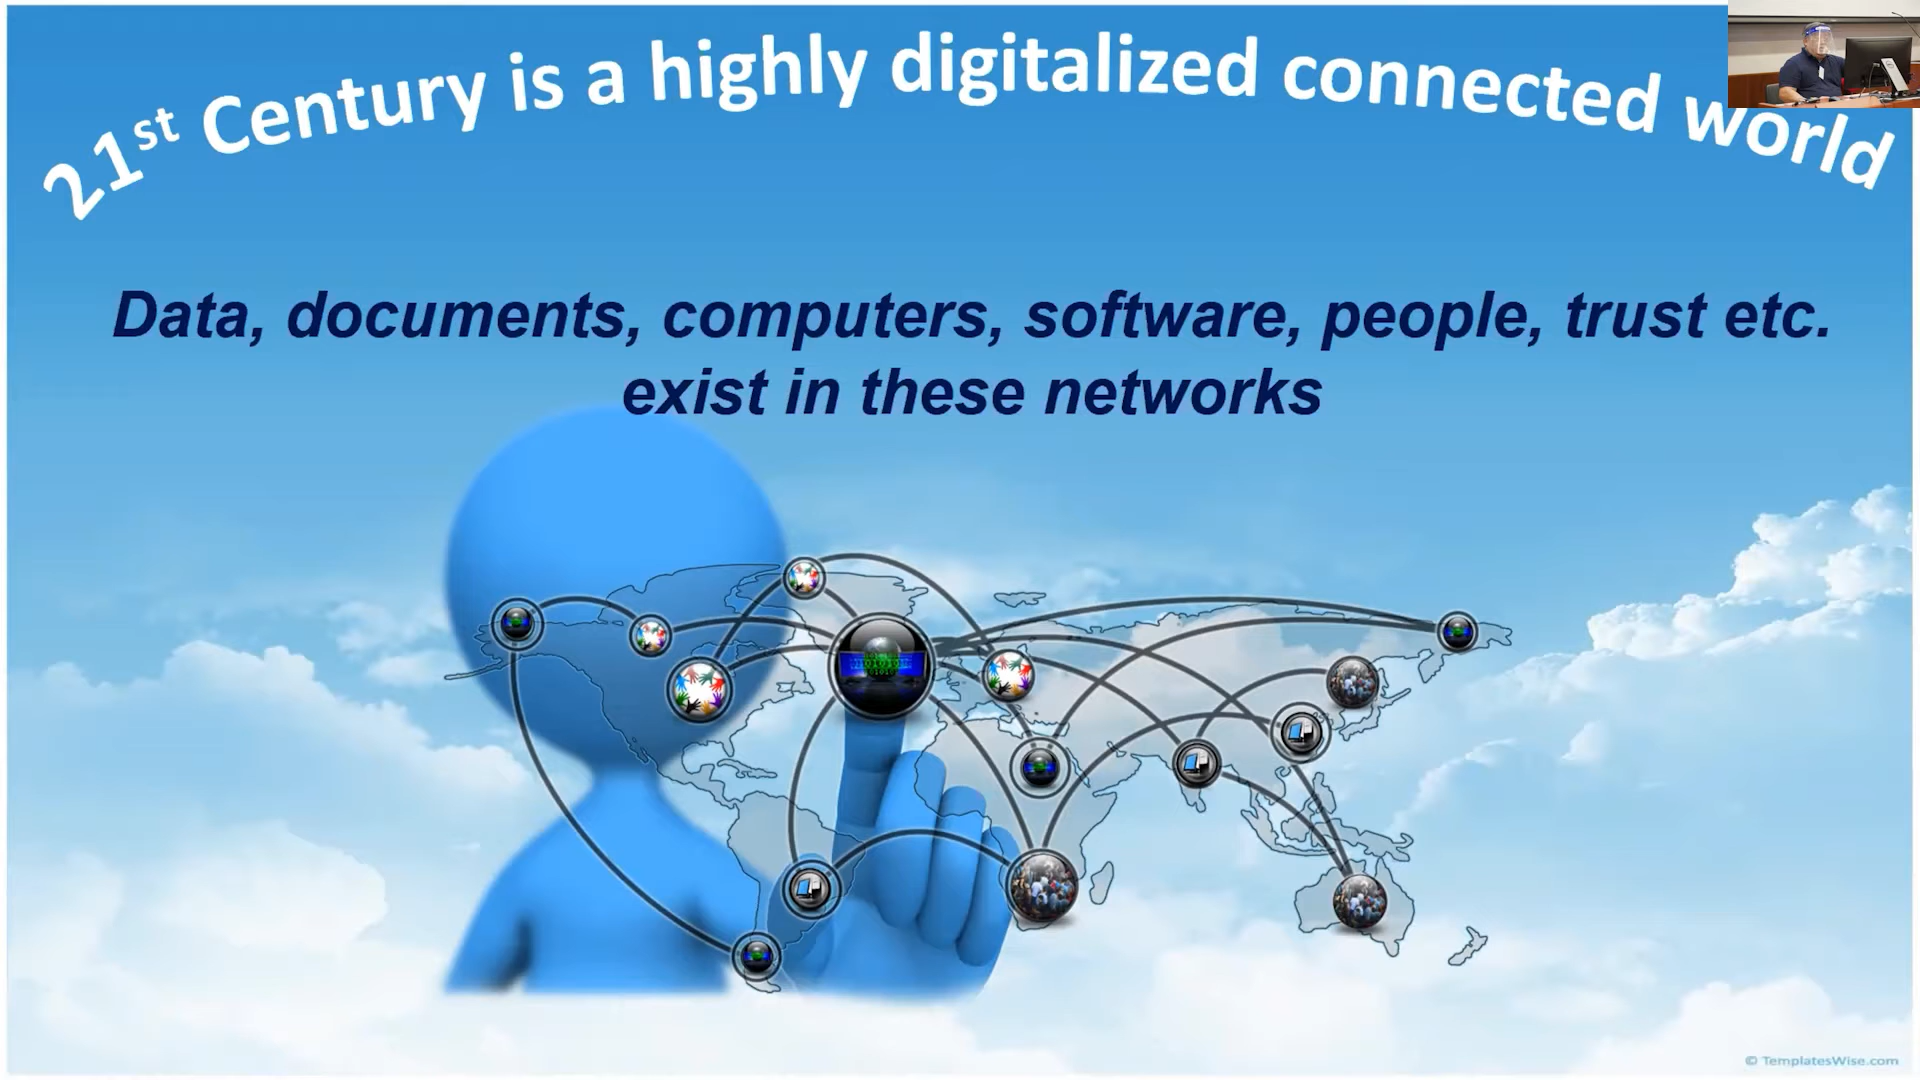 21st Century is a highly digitalized connected world
Data, documents, computers, software, people, trust etc.
exist in these networks
© TemplatesWise.com